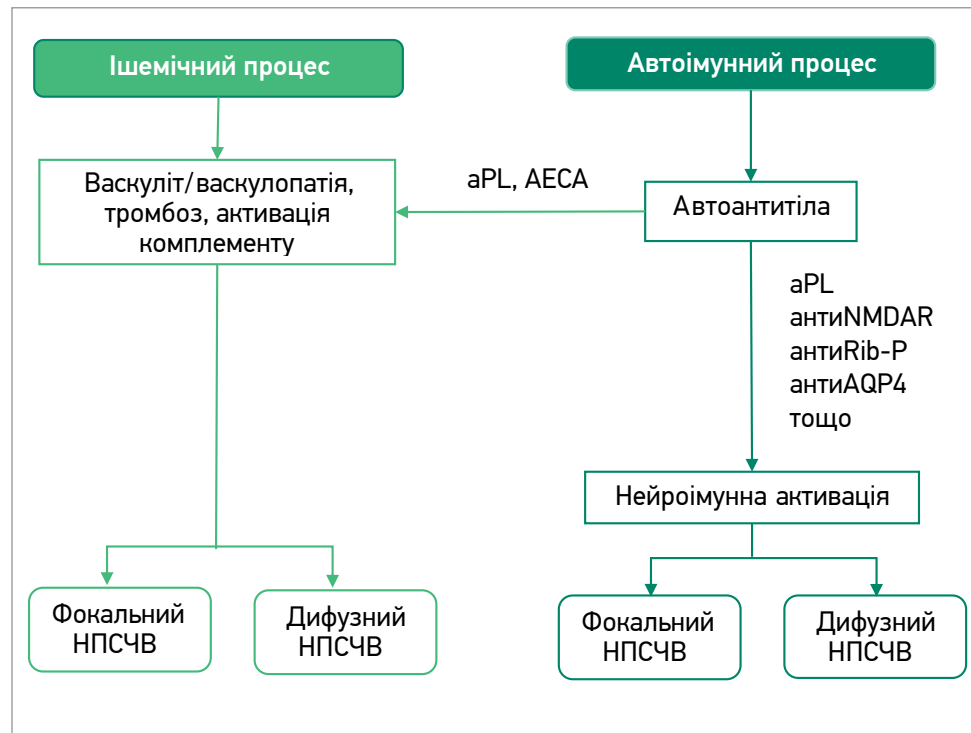 Ішемічний процес
Автоімунний процес
Васкуліт/васкулопатія,
тромбоз, активація
комплементу
aPL, AECA
Автоантитіла
aPL
антиNMDAR
антиRib-P
антиAQP4
тощо
Нейроімунна активація
Фокальний
НПСЧВ
Дифузний
НПСЧВ
Фокальний
НПСЧВ
Дифузний
НПСЧВ